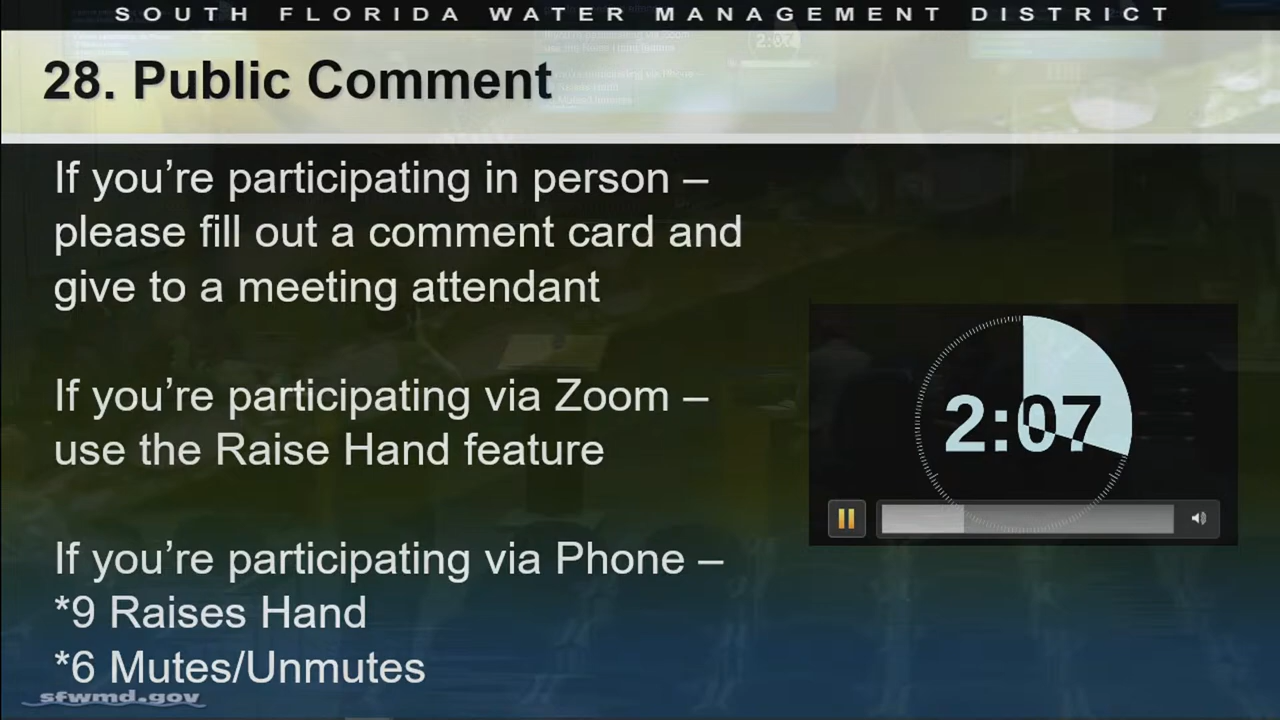 SOUTH FLORIDA WATER MANAGEMENT DISTRICT
28. Public Comment
If you’re participating in person –
please fill out a comment card and
give to a meeting attendant
If you’re participating via Zoom –
use the Raise Hand feature
2:07
If you’re participating via Phone –
*9 Raises Hand
*6 Mutes/Unmutes
sfwmd.gov